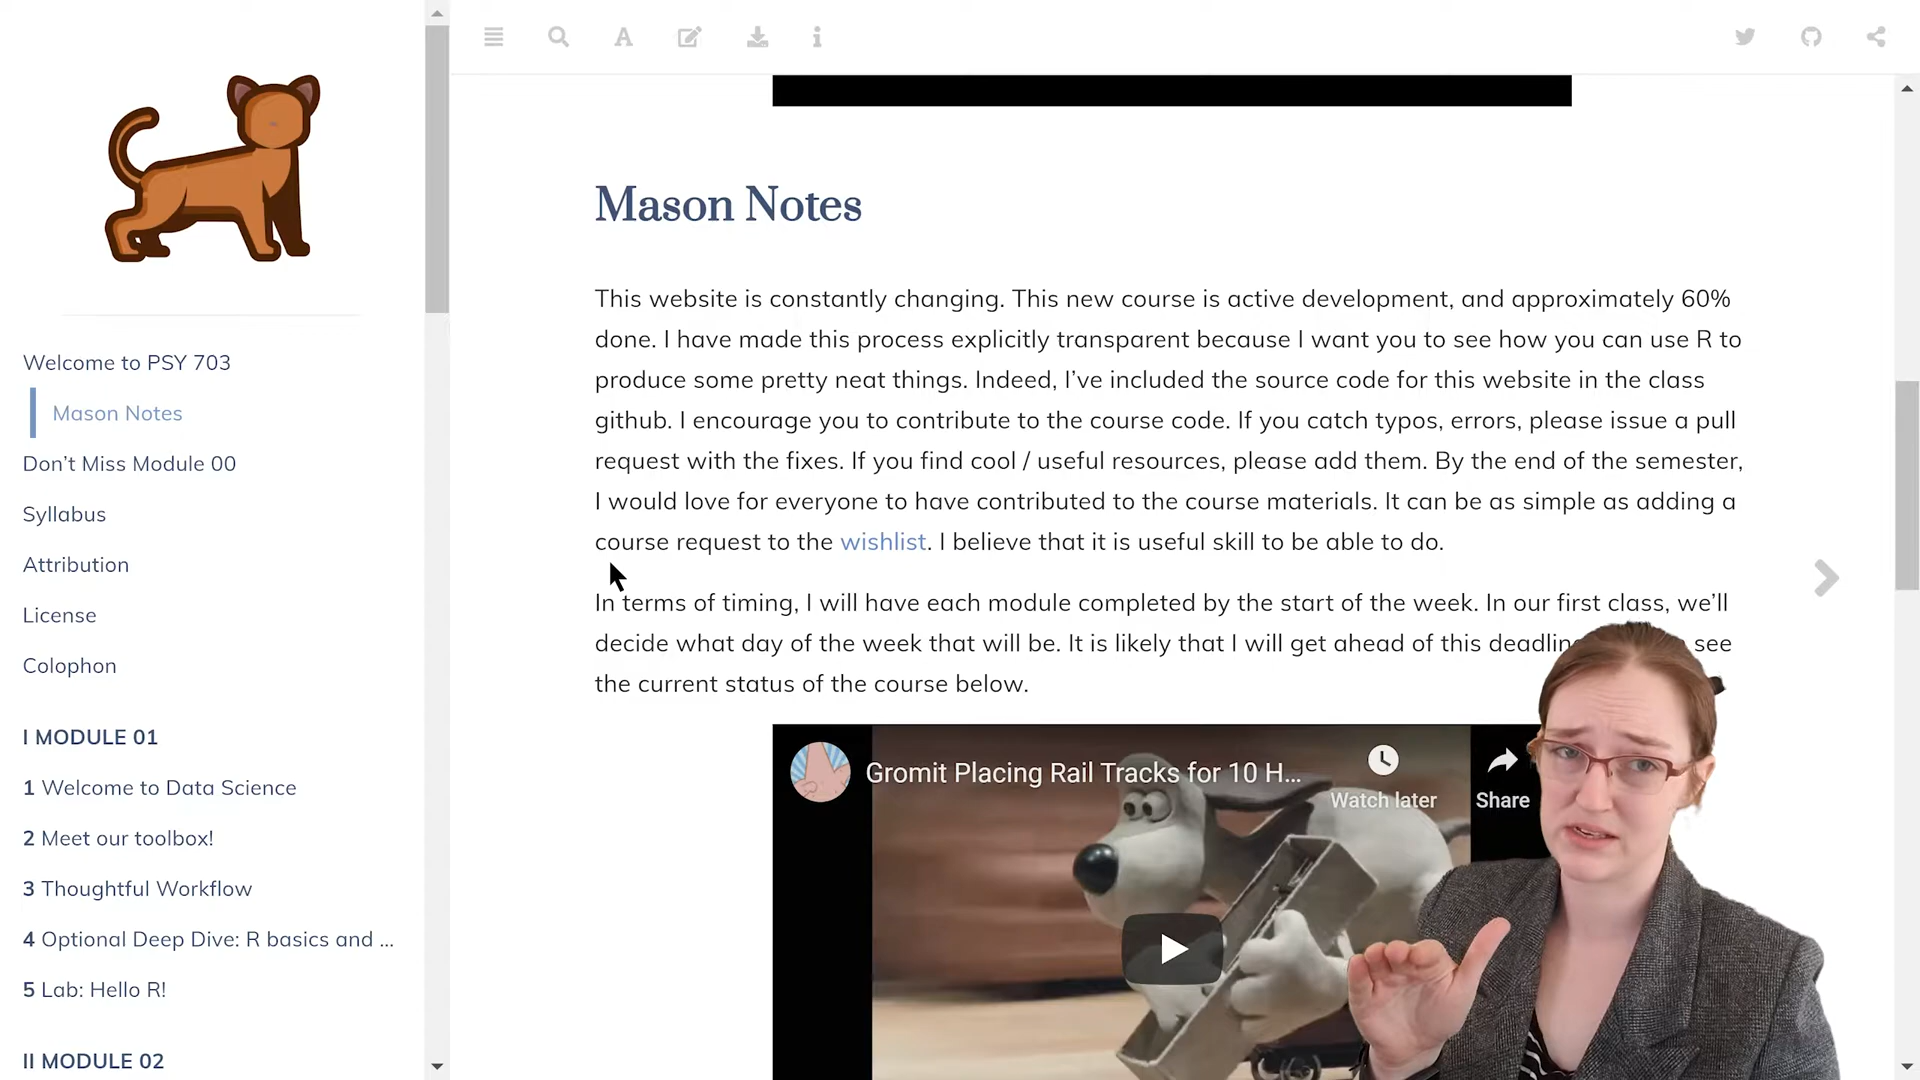 Welcome to PSY 703
Mason Notes
Don’t Miss Module 00
Syllabus
Attribution
License
Colophon
I MODULE 01
1 Welcome to Data Science
2 Meet our toolbox!
3 Thoughtful Workflow
4 Optional Deep Dive: R basics and ...
5 Lab: Hello R!
II MODULE 02
A
i
Mason Notes
This website is constantly changing. This new course is active development, and approximately 60%
done. I have made this process explicitly transparent because I want you to see how you can use R to
produce some pretty neat things. Indeed, I’ve included the source code for this website in the class
github. I encourage you to contribute to the course code. If you catch typos, errors, please issue a pull
request with the fixes. If you find cool / useful resources, please add them. By the end of the semester,
I would love for everyone to have contributed to the course materials. It can be as simple as adding a
course request to the wishlist. I believe that it is useful skill to be able to do.
In terms of timing, I will have each module completed by the start of the week. In our first class, we’ll
decide what day of the week that will be. It is likely that I will get ahead of this see
the current status of the course below.
Gromit Placing Rail Tracks for 10 H...
Watch later
Share